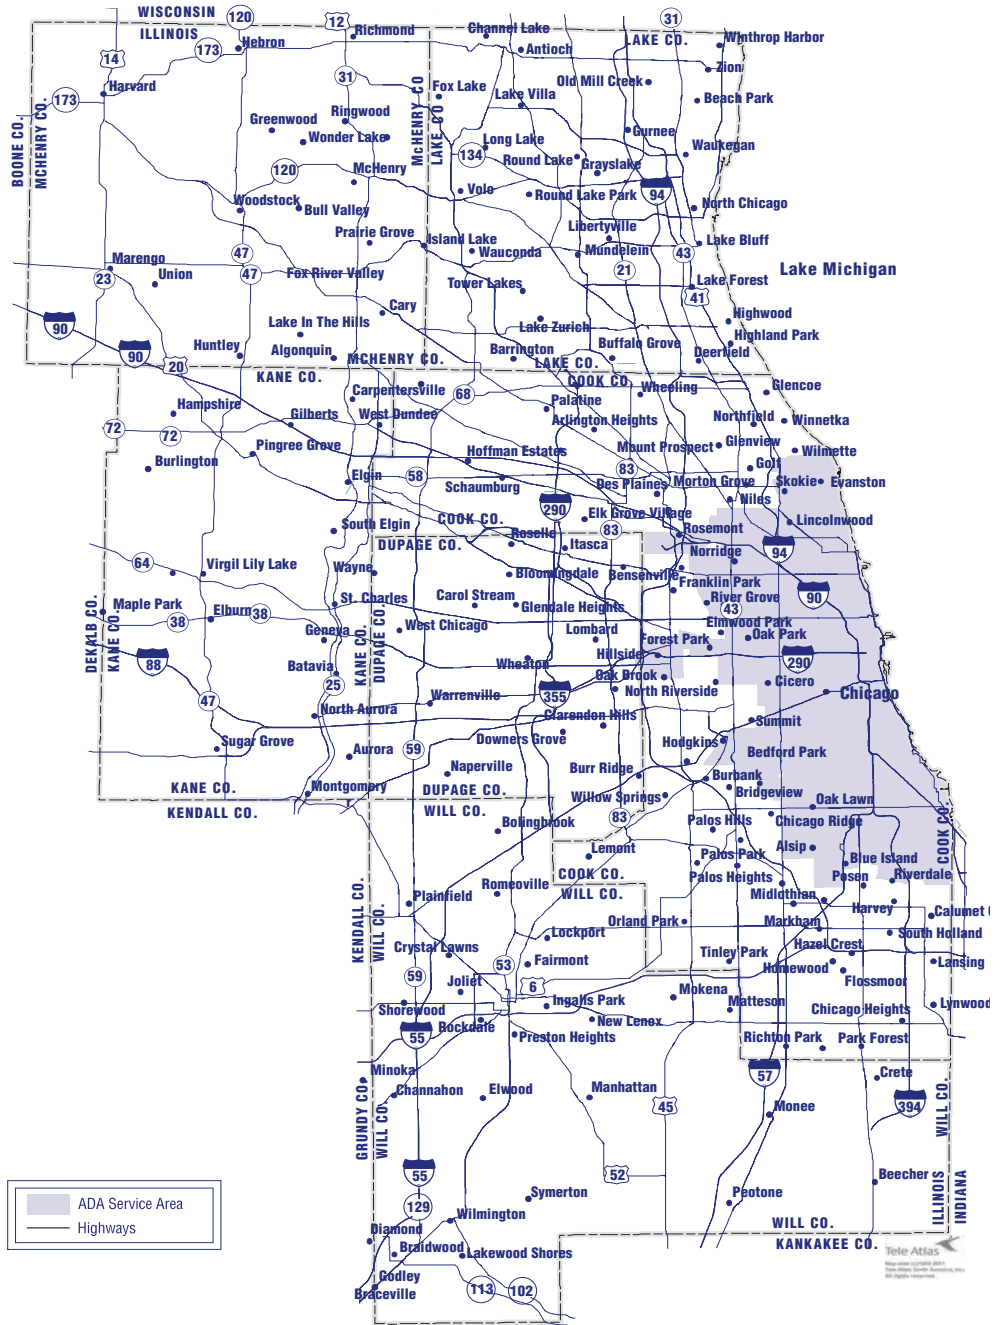 WISCONSIN
ILLINOIS
120
12
31
Richmond
Channel Lake
LAKE CO.
Winthrop Harbor
173
Hebron
Antioch
14
Zion
31
Old Mill Creek
Harvard
Fox Lake
Lake Villa
Beach Park
173
MCHENRY CO
LAKE CO
BOONE CO.
MCHENRY CO.
Ringwood
Greenwood
Wonder Lake
Gurnee
Long Lake
Waukegan
134
Round Lake
Grayslake
120
McHenry
Volo
Round Lake Park
94
Woodstock
Bull Valley
North Chicago
Libertyville
Prairie Grove
Island Lake
Wauconda
Mundelein
43
Lake Bluff
47
Marengo
Union
23
47
Fox River Valley
21
Lake Michigan
Tower Lakes
Lake Forest
41
Cary
90
Lake In The Hills
Lake Zurich
Highwood
Highland Park
90
Huntley
Algonquin
Barrington
Buffalo Grove
Deerfield
20
MCHENRY CO.
LAKE CO.
KANE CO.
COOK CO.
Carpentersville
68
Wheeling
Glencoe
Hampshire
Gilberts
West Dundee
Palatine
Arlington Heights
Northfield
Winnetka
72
72
Pingree Grove
Mount Prospect
Glenview
Burlington
Hoffman Estates
83
Golf
Wilmette
Elgin
58
Schaumburg
Des Plaines
Morton Grove
Skokie
Evanston
290
Niles
South Elgin
COOK CO.
Elk Grove Village
Lincolnwood
83
Rosemont
DUPAGE CO.
Roselle
Itasca
94
Norridge
64
Virgil
Lily Lake
Wayne
Bloomingdale
Bensenville
Franklin Park
90
Maple Park
St. Charles
Carol Stream
Glendale Heights
River Grove
43
DEKALB CO.
KANE CO.
38
Elburn
38
Geneva
West Chicago
Lombard
Elmwood Park
Oak Park
Forest Park
KANE CO.
DUPAGE CO.
88
Batavia
Wheaton
Hillside
290
25
Oak Brook
Cicero
47
Warrenville
355
North Riverside
Chicago
North Aurora
Clarendon Hills
Summit
Sugar Grove
Aurora
59
Downers Grove
Hodgkins
Bedford Park
Naperville
Burr Ridge
Burbank
Montgomery
Bridgeview
KANE CO.
DUPAGE CO.
Willow Springs
Oak Lawn
KENDALL CO.
WILL CO.
83
Palos Hills
Chicago Ridge
COOK CO.
Bolingbrook
Lemont
Palos Park
Alsip
Blue Island
COOK CO.
Palos Heights
Posen
Riverdale
Romeoville
WILL CO.
Midlothian
Plainfield
Harvey
KENDALL CO.
WILL CO.
Orland Park
Markham
Calumet C
Lockport
South Holland
Crystal Lawns
Hazel Crest
Tinley Park
53
Fairmont
Homewood
Lansing
59
Joliet
6
Flossmoor
Mokena
Shorewood
Ingalls Park
Matteson
Chicago Heights
Lynwood
55
Rockdale
New Lenox
Preston Heights
Richton Park
Park Forest
Minoka
57
Crete
Channahon
Elwood
Manhattan
45
394
GRUNDY CO.
WILL CO.
Monee
WILL CO.
55
52
Beecher
129
Symerton
Peotone
ILLINOIS
INDIANA
Wilmington
Diamond
WILL CO.
Braidwood
Lakewood Shores
KANKAKEE CO.
Godley
Braceville
113
102
ADA Service Area
Highways
Tele Atlas
All rights reserved.